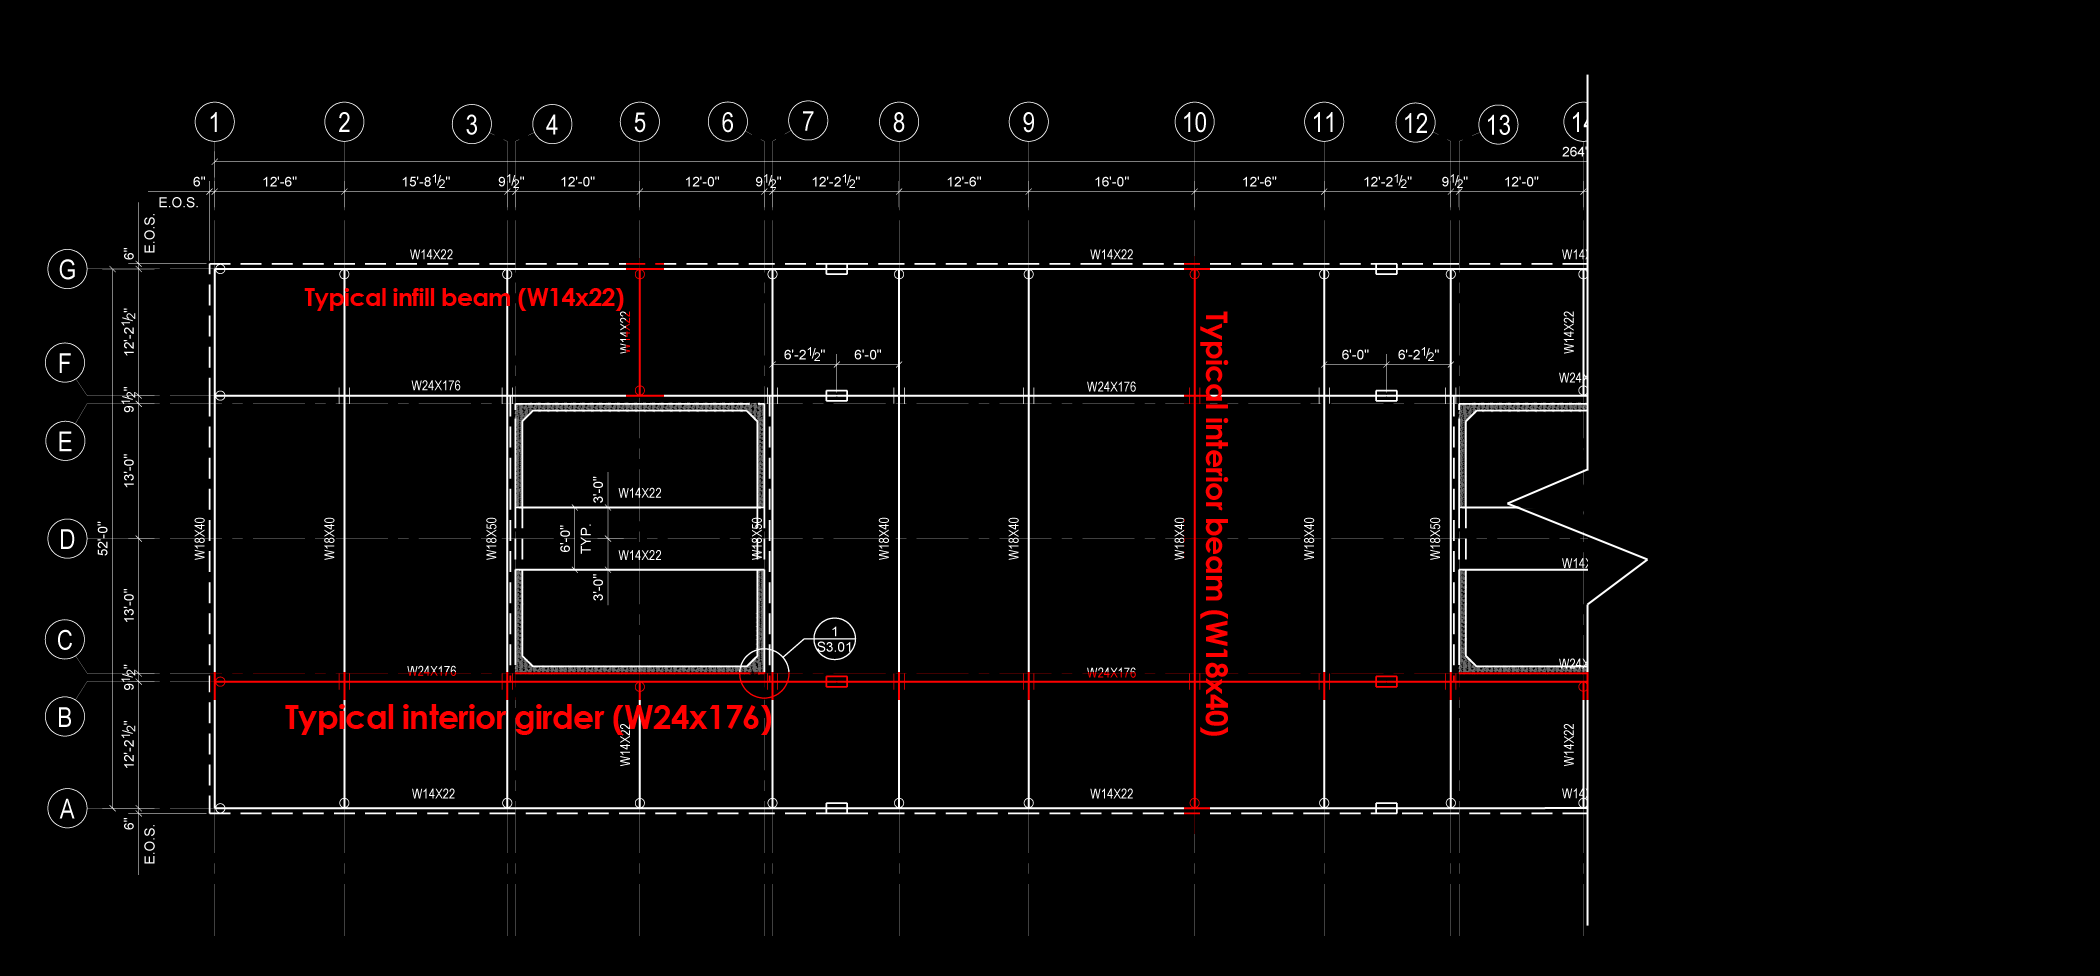 1 2 3 4 5 6 7 8 9 10 11 12 13
264'
6" 12'-6" 15'-8½" 9½" 12'-0" 12'-0" 9½" 12'-2½" 12'-6" 16'-0" 12'-6" 12'-2½" 9½" 12'-0"
E.O.S.
E.O.S.
6"
W14X22 W14X22 W14X
G
Typical infill beam (W14x22)
12'-2½"
W14X22
W14X22
Typical interior beam (W18x40)
F
6'-2½" 6'-0" 6'-0" 6'-2½"
W24X176 W24X176 W24X
9½"
E
13'-0"
3'-0" W14X22
D
52'-0"
W18X40 W18X40 W18X50 6'-0" TYP. W18X50 W18X40 W18X40 W18X40 W18X40 W18X50
W14X22 W14X
3'-0"
13'-0"
C
1
S3.01
W24X176 W24X176 W24X
9½"
B
Typical interior girder (W24x176)
12'-2½"
W14X22
W14X22
W14X22 W14X22 W14X
A
6"
E.O.S.